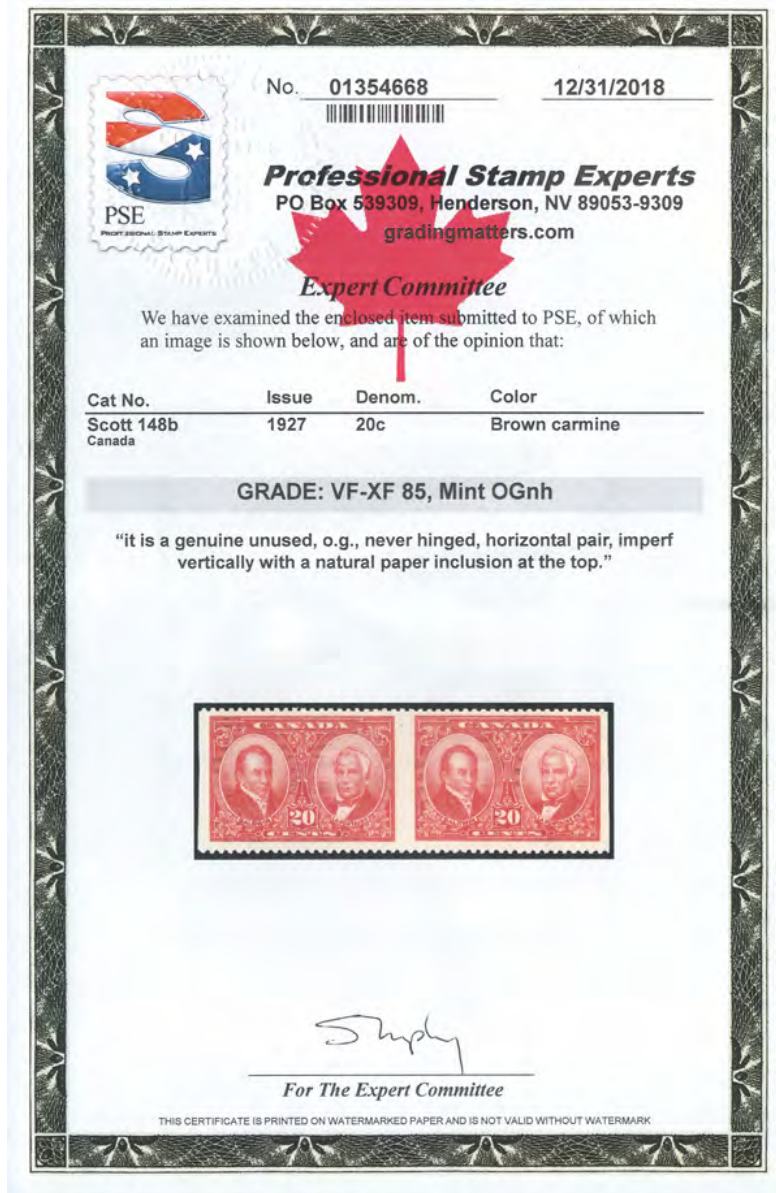 No. 01354668 12/31/2018
PSE
PROFESSIONAL STAMP EXPERTS
Professional Stamp Experts
PO Box 539309, Henderson, NV 89053-9309
gradingmatters.com
Expert Committee
We have examined the enclosed item submitted to PSE, of which
an image is shown below, and are of the opinion that:
Cat No. Issue Denom. Color
Scott 148b 1927 20c Brown carmine
Canada
GRADE: VF-XF 85, Mint OGnh
“it is a genuine unused, o.g., never hinged, horizontal pair, imperf
vertically with a natural paper inclusion at the top.”
CANADA CANADA
20 20
CENTS CENTS
For The Expert Committee
THIS CERTIFICATE IS PRINTED ON WATERMARKED PAPER AND IS NOT VALID WITHOUT WATERMARK